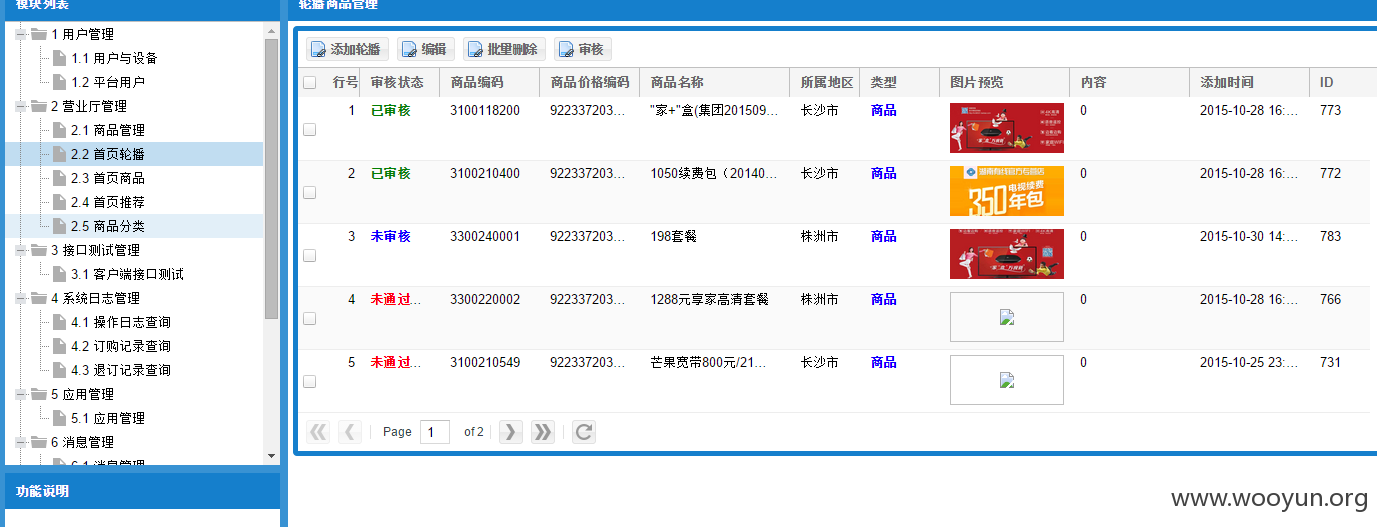 模块列表
1 用户管理
1.1 用户与设备
1.2 平台用户
2 营业厅管理
2.1 商品管理
2.2 首页轮播
2.3 首页商品
2.4 首页推荐
2.5 商品分类
3 接口测试管理
3.1 客户端接口测试
4 系统日志管理
4.1 操作日志查询
4.2 订购记录查询
4.3 退订记录查询
5 应用管理
5.1 应用管理
6 消息管理
6.1 消息管理
功能说明
轮播商品管理
添加轮播 编辑 批量删除 审核
行号 审核状态 商品编码 商品价格编码 商品名称 所属地区 类型 图片预览 内容 添加时间 ID
1 已审核 3100118200 922337203... "家+"盒(集团201509... 长沙市 商品 0 2015-10-28 16:... 773
2 已审核 3100210400 922337203... 1050续费包（20140... 长沙市 商品 350 电视续费 年包 0 2015-10-28 16:... 772
3 未审核 3300240001 922337203... 198套餐 株洲市 商品 0 2015-10-30 14:... 783
4 未通过... 3300220002 922337203... 1288元享家高清套餐 株洲市 商品 0 2015-10-28 16:... 766
5 未通过... 3100210549 922337203... 芒果宽带800元/21... 长沙市 商品 0 2015-10-25 23:... 731
Page 1 of 2
www.wooyun.org